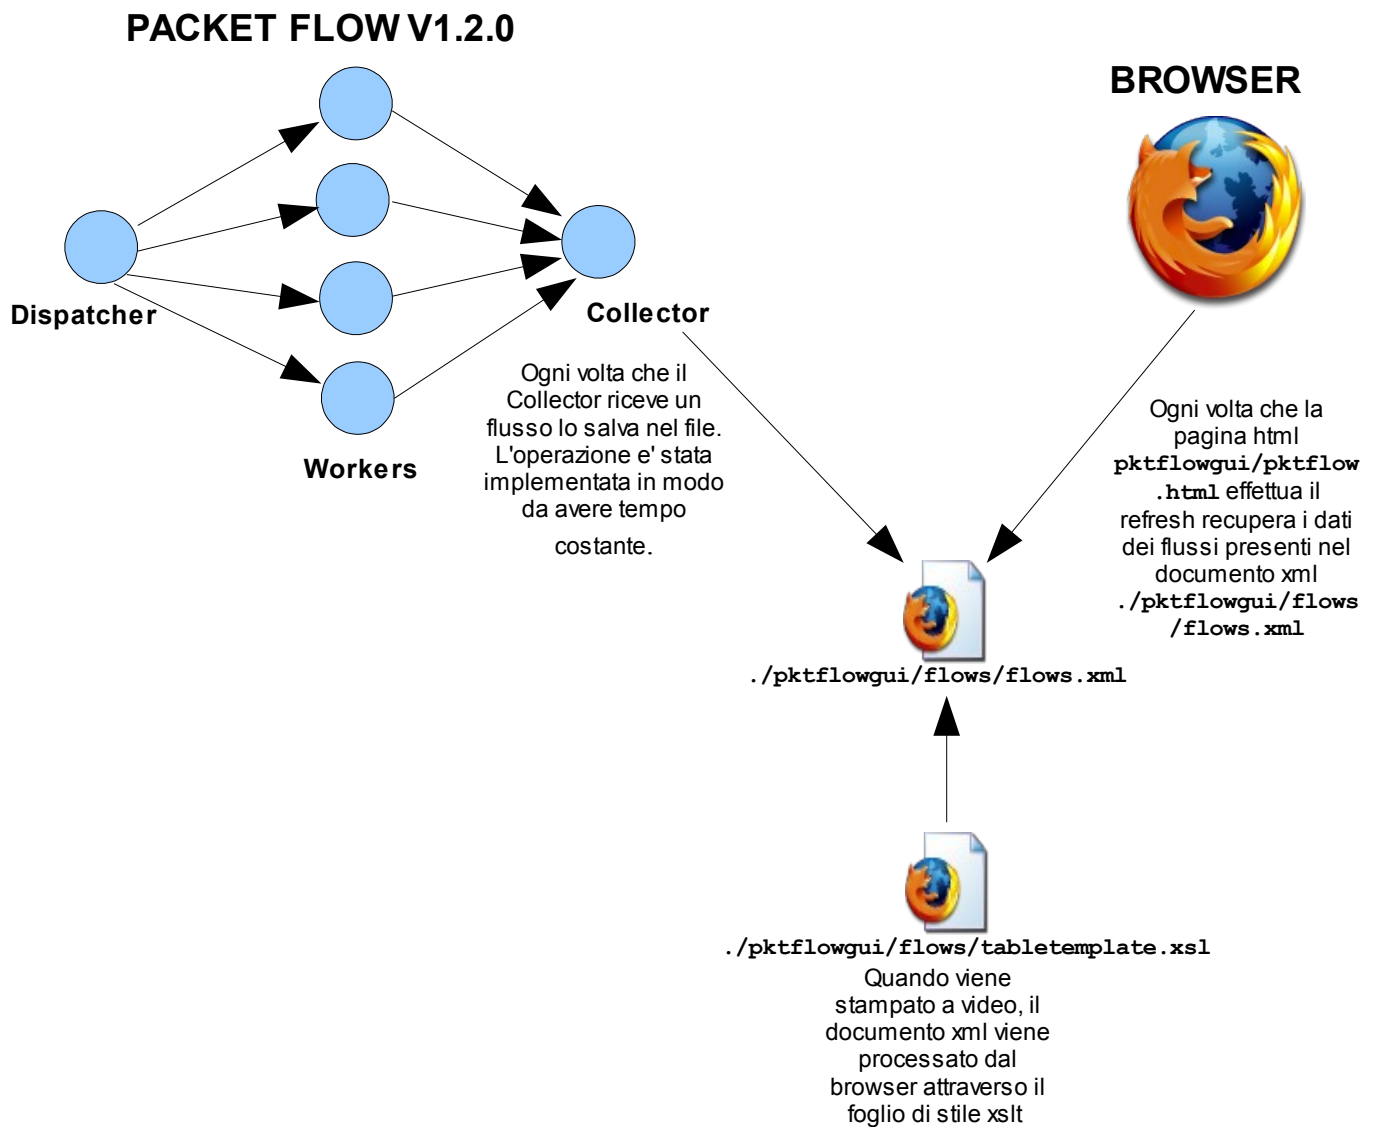 PACKET FLOW V1.2.0
BROWSER
Dispatcher
Collector
Workers
Ogni volta che il
Collector riceve un
flusso lo salva nel file.
L'operazione e' stata
implementata in modo
da avere tempo
costante.
Ogni volta che la
pagina html
pktflowgui/pktflow
.html effettua il
refresh recupera i dati
dei flussi presenti nel
documento xml
./pktflowgui/flows
/flows.xml
./pktflowgui/flows/flows.xml
./pktflowgui/flows/tabletemplate.xsl
Quando viene
stampato a video, il
documento xml viene
processato dal
browser attraverso il
foglio di stile xslt